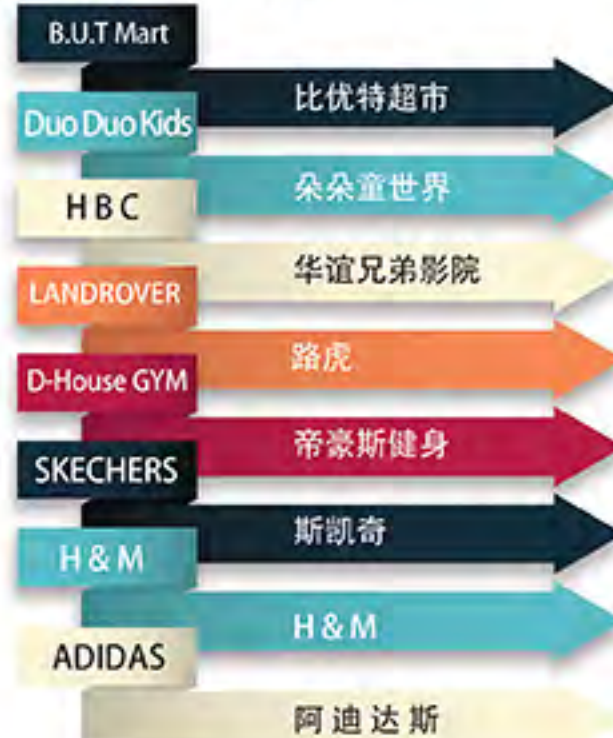 B.U.T Mart
比优特超市
Duo Duo Kids
朵朵童世界
H B C
华谊兄弟影院
LANDROVER
路虎
D-House GYM
帝豪斯健身
SKECHERS
斯凯奇
H & M
H & M
ADIDAS
阿迪达斯